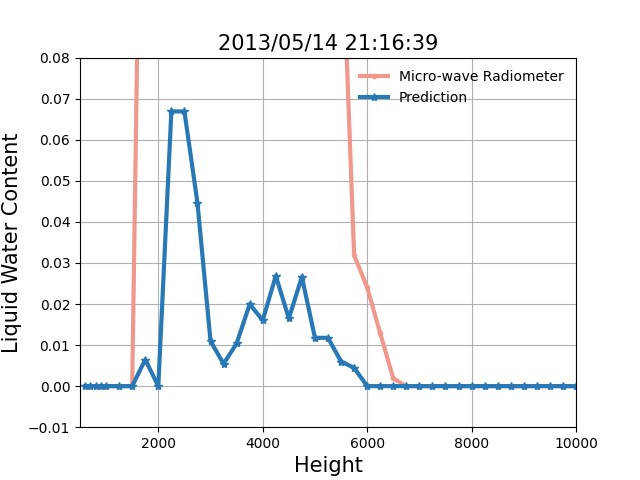 2013/05/14 21:16:39
Liquid Water Content
0.08
0.07
0.06
0.05
0.04
0.03
0.02
0.01
0.00
−0.01
Micro-wave Radiometer
Prediction
2000 4000 6000 8000 10000
Height